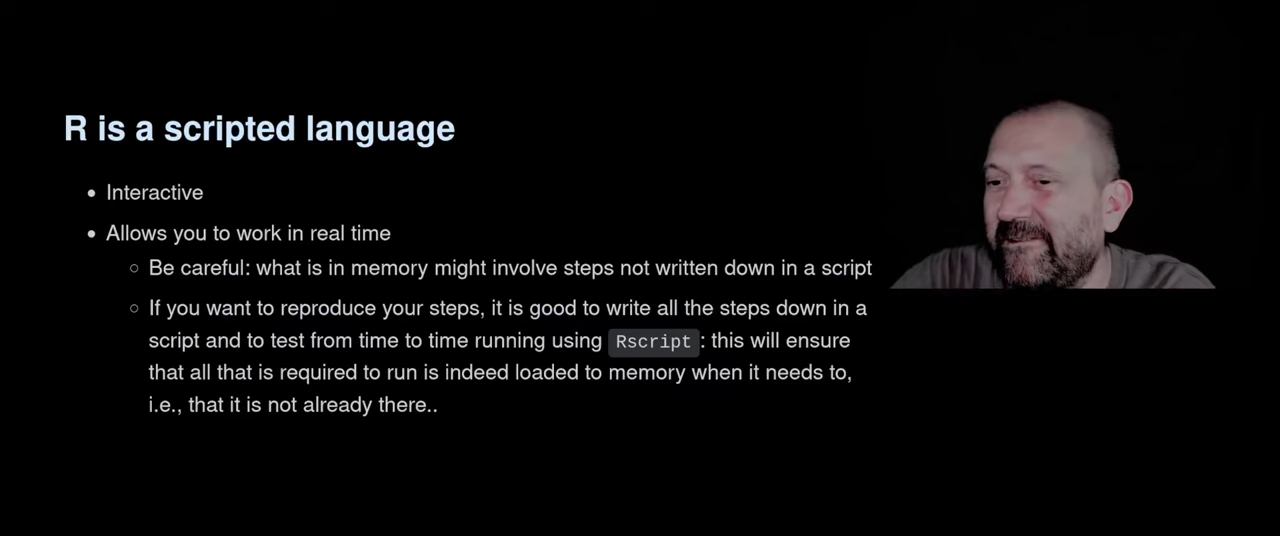 R is a scripted language
Interactive
Allows you to work in real time
Be careful: what is in memory might involve steps not written down in a script
If you want to reproduce your steps, it is good to write all the steps down in a
script and to test from time to time running using Rscript: this will ensure
that all that is required to run is indeed loaded to memory when it needs to,
i.e., that it is not already there..